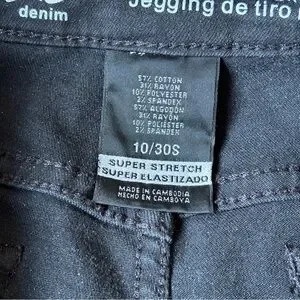 denim
Jegging de tiro
57% COTTON
31% RAYON
10% POLYESTER
2% SPANDEX
57% ALGODÓN
31% RAYÓN
10% POLIÉSTER
2% SPANDEX
10/30S
SUPER STRETCH
SUPER ELASTIZADO
MADE IN CAMBODIA
HECHO EN CAMBOYA